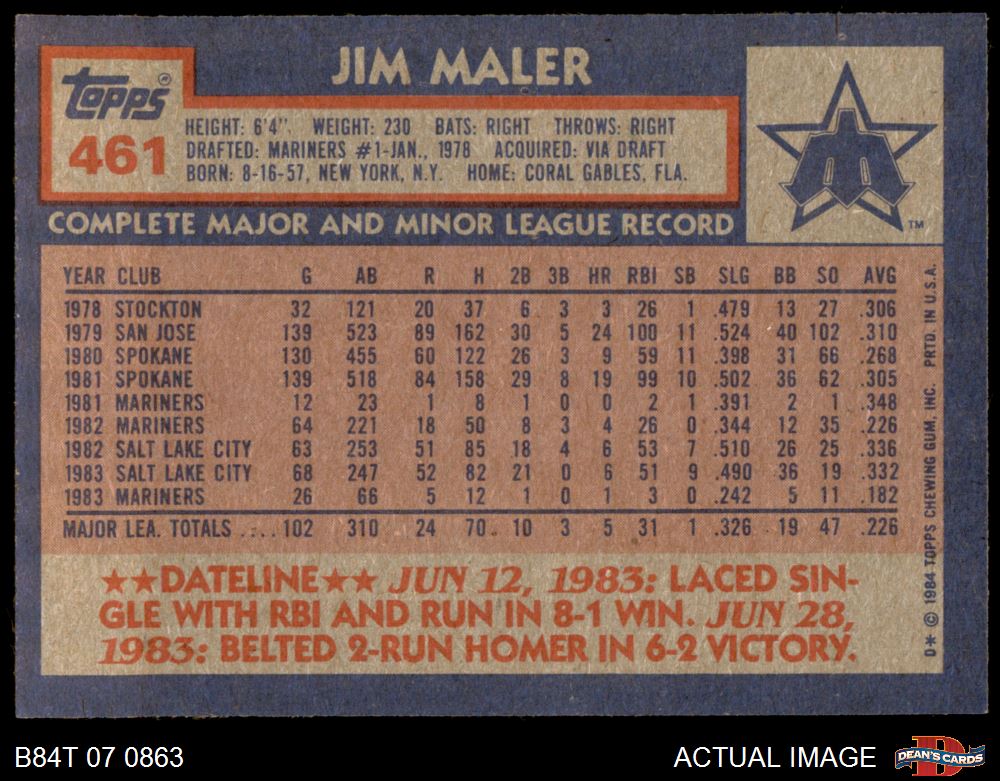 JIM MALER
Topps®
461
HEIGHT: 6'4". WEIGHT: 230 BATS: RIGHT THROWS: RIGHT
DRAFTED: MARINERS #1-JAN., 1978 ACQUIRED: VIA DRAFT
BORN: 8-16-57, NEW YORK, N.Y. HOME: CORAL GABLES, FLA.
TM
COMPLETE MAJOR AND MINOR LEAGUE RECORD
YEAR CLUB G AB R H 2B 3B HR RBI SB SLG BB SO AVG
1978 STOCKTON 32 121 20 37 6 3 3 26 1 .479 13 27 .306
1979 SAN JOSE 139 523 89 162 30 5 24 100 11 .524 40 102 .310
1980 SPOKANE 130 455 60 122 26 3 9 59 11 .398 31 66 .268
1981 SPOKANE 139 518 84 158 29 8 19 99 10 .502 36 62 .305
1981 MARINERS 12 23 1 8 1 0 0 2 1 .391 2 1 .348
1982 MARINERS 64 221 18 50 8 3 4 26 0 .344 12 35 .226
1982 SALT LAKE CITY 63 253 51 85 18 4 6 53 7 .510 26 25 .336
1983 SALT LAKE CITY 68 247 52 82 21 0 6 51 9 .490 36 19 .332
1983 MARINERS 26 66 5 12 1 0 1 3 0 .242 5 11 .182
MAJOR LEA. TOTALS .... 102 310 24 70 10 3 5 31 1 .326 19 47 .226
★★DATELINE★★ JUN 12, 1983: LACED SIN-
GLE WITH RBI AND RUN IN 8-1 WIN. JUN 28,
1983: BELTED 2-RUN HOMER IN 6-2 VICTORY.
D* © 1984 TOPPS CHEWING GUM, INC. PRTD. IN U.S.A.
B84T 07 0863
ACTUAL IMAGE
D
DEAN'S CARDS